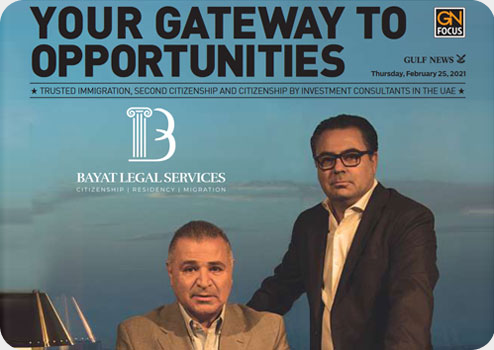 YOUR GATEWAY TO
OPPORTUNITIES
GN
FOCUS
GULF NEWS
Thursday, February 25, 2021
★ TRUSTED IMMIGRATION, SECOND CITIZENSHIP AND CITIZENSHIP BY INVESTMENT CONSULTANTS IN THE UAE ★
B
BAYAT LEGAL SERVICES
CITIZENSHIP | RESIDENCY | MIGRATION